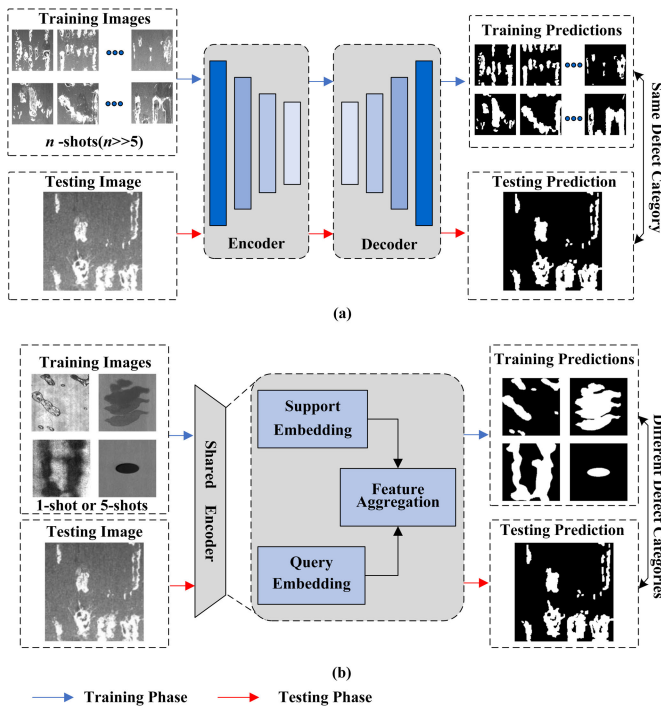 Training Images
n -shots(n>>5)
Testing Image
Encoder
Decoder
Training Predictions
Testing Prediction
Same Defect Category
(a)
Training Images
1-shot or 5-shots
Testing Image
Shared Encoder
Support
Embedding
Feature
Aggregation
Query
Embedding
Training Predictions
Testing Prediction
Different Defect Categories
(b)
Training Phase
Testing Phase